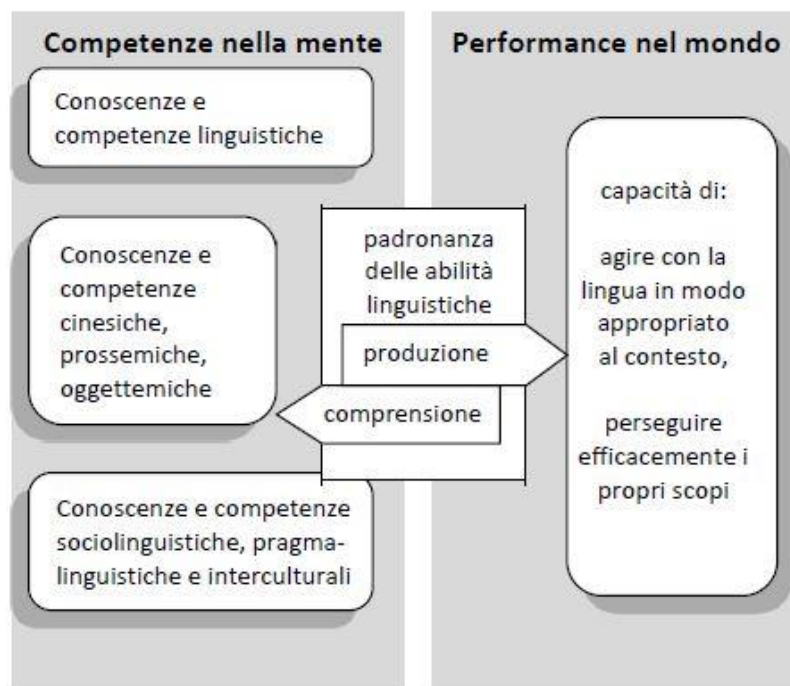 Competenze nella mente
Conoscenze e
competenze linguistiche
Conoscenze e
competenze
cinesiche,
prossemiche,
oggettemiche
Conoscenze e competenze
sociolinguistiche, pragma-
linguistiche e interculturali
padronanza
delle abilità
linguistiche
produzione
comprensione
Performance nel mondo
capacità di:
agire con la
lingua in modo
appropriato
al contesto,
perseguire
efficacemente i
propri scopi